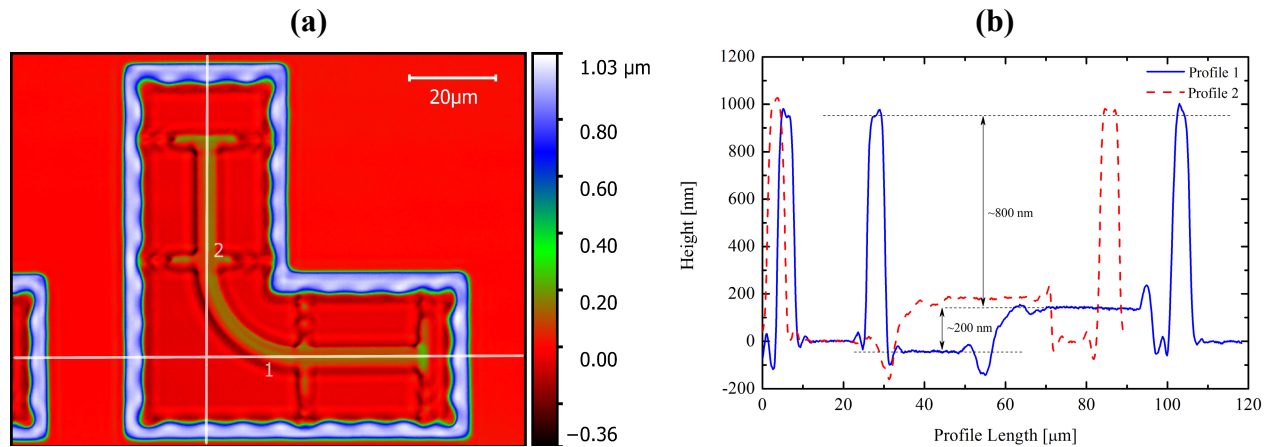 (a)
(b)
20μm
2
1
1.03 μm
0.80
0.60
0.40
0.20
0.00
−0.36
1200
1000
800
600
400
200
0
-200
Height [nm]
Profile 1
Profile 2
~800 nm
~200 nm
0
20
40
60
80
100
120
Profile Length [μm]